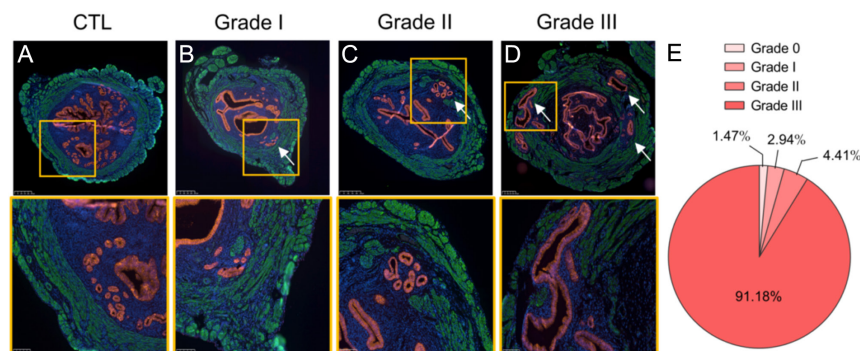 CTL Grade I Grade II Grade III
A B C D E
Grade 0
Grade I
Grade II
Grade III
1.47% 2.94% 4.41%
91.18%